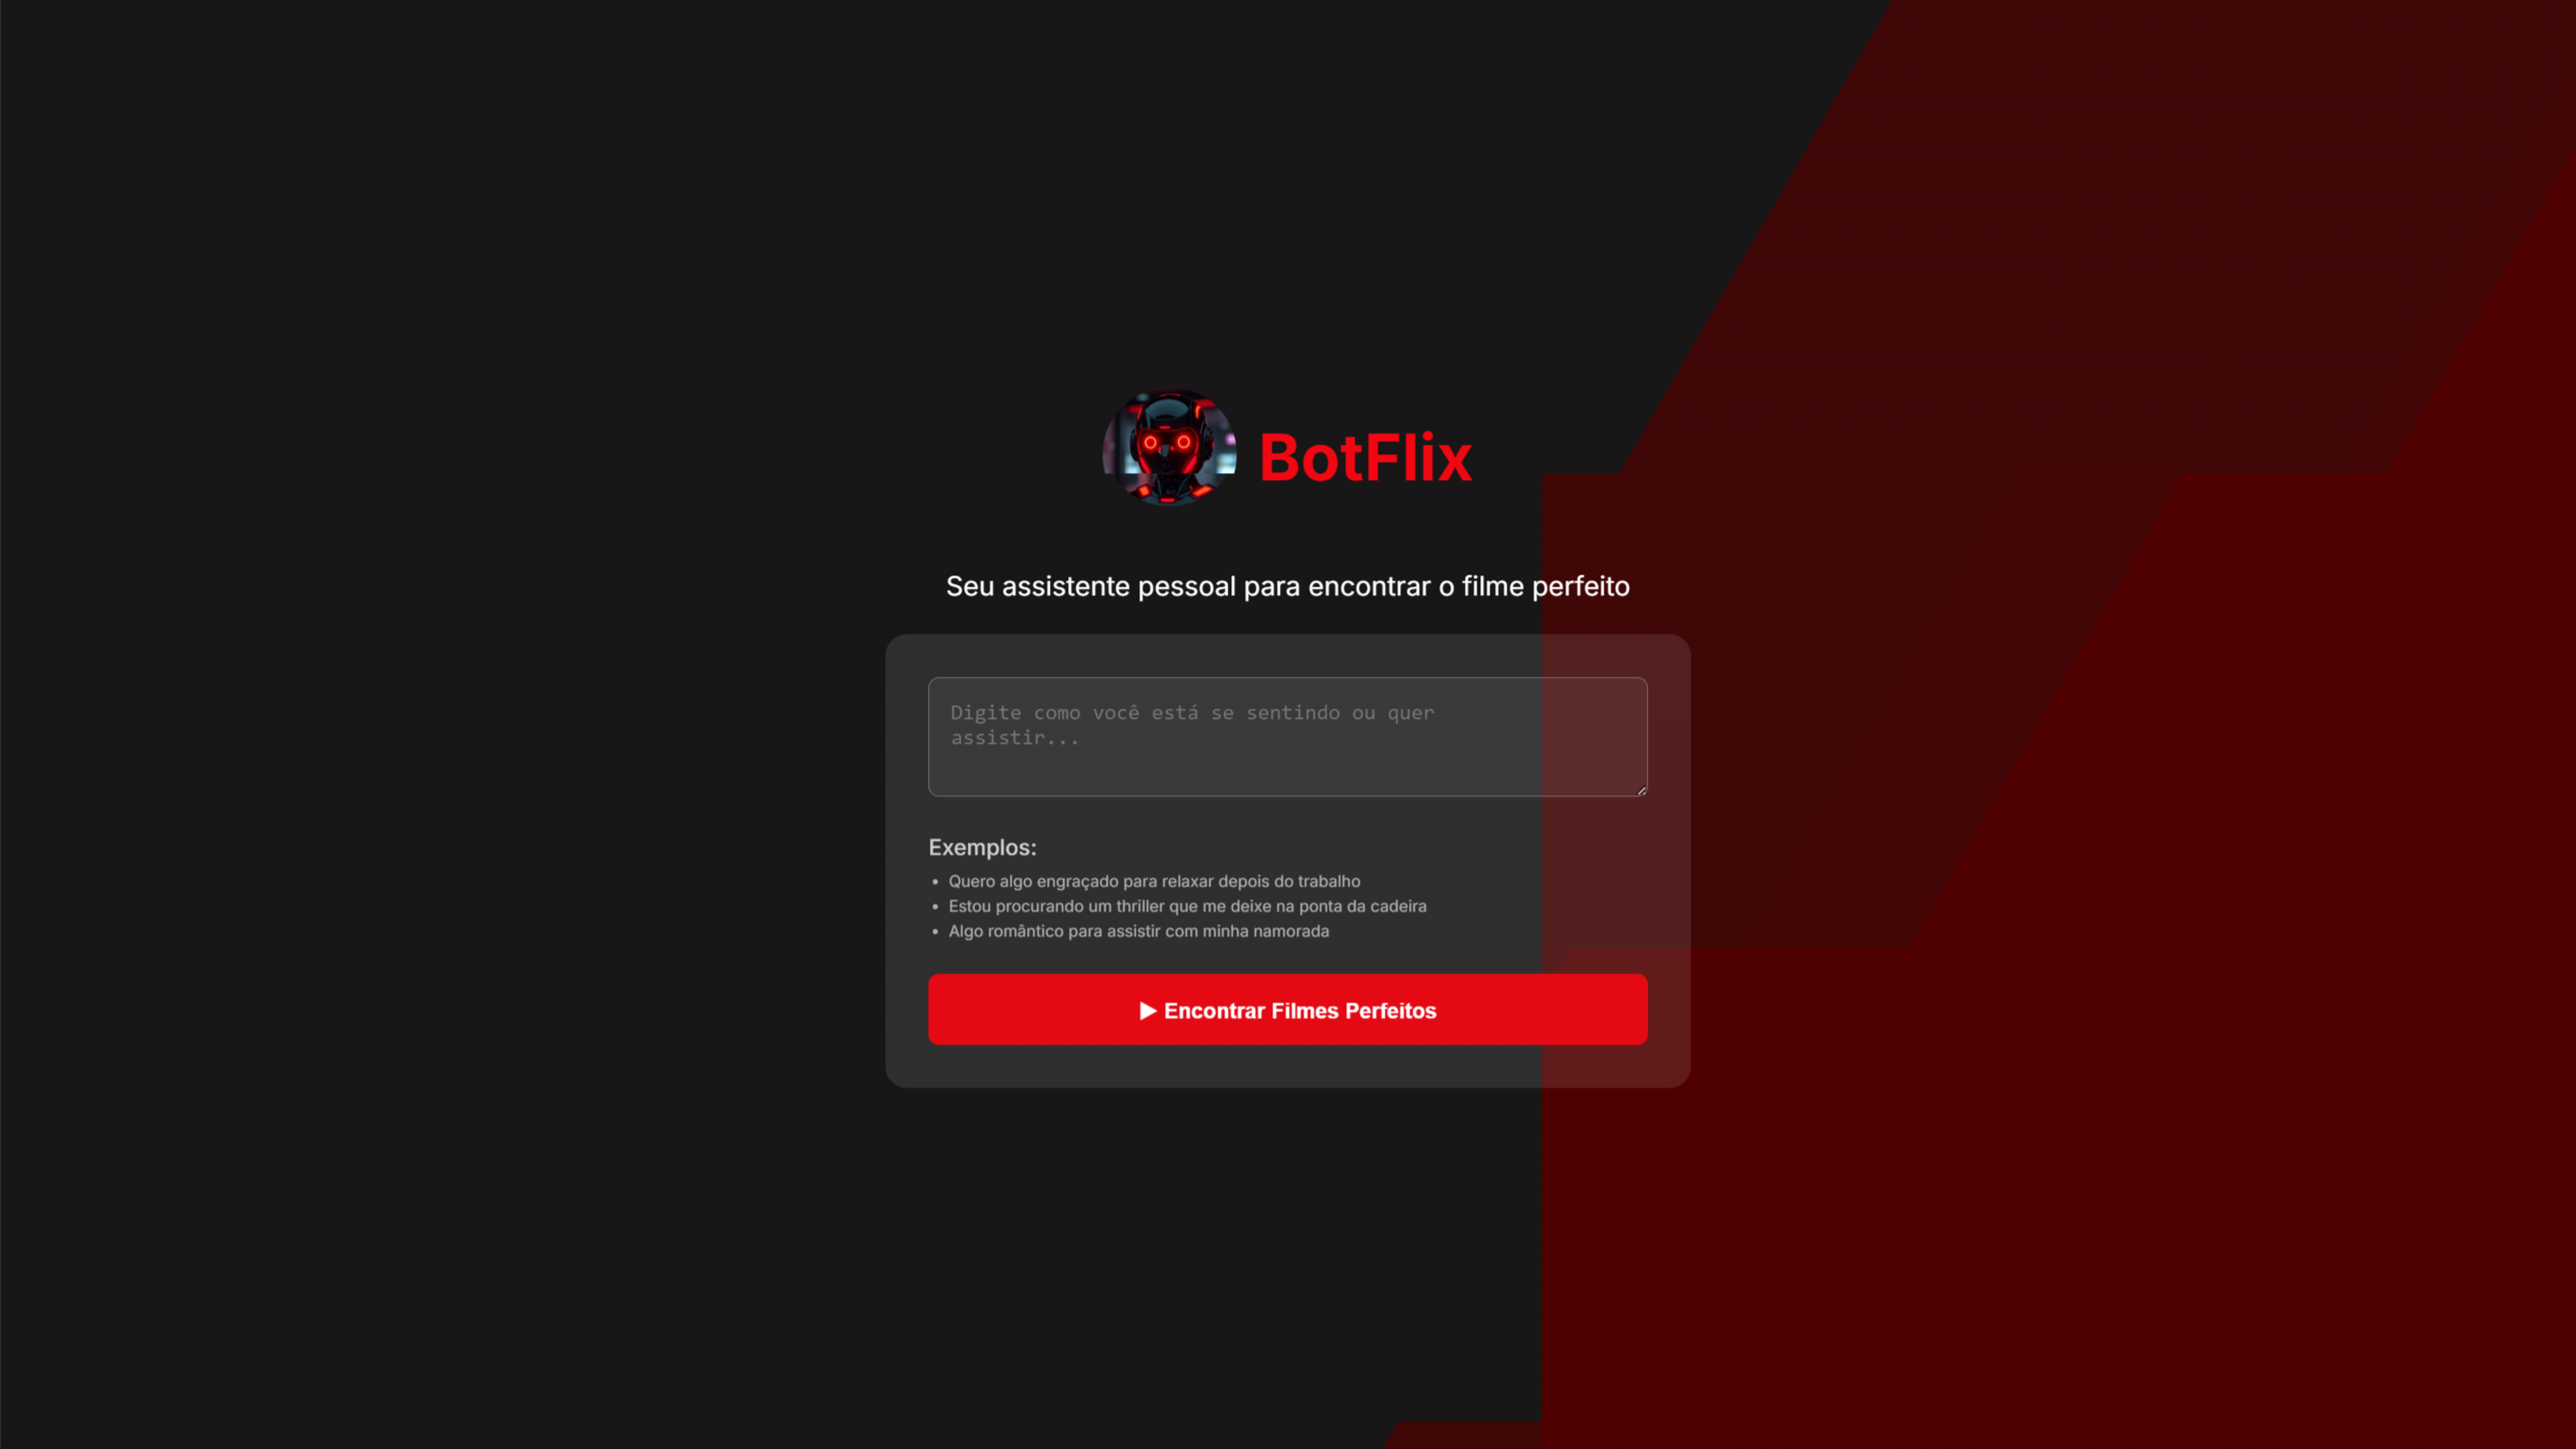 BotFlix
Seu assistente pessoal para encontrar o filme perfeito
Digite como você está se sentindo ou quer
assistir...
Exemplos:
• Quero algo engraçado para relaxar depois do trabalho
• Estou procurando um thriller que me deixe na ponta da cadeira
• Algo romântico para assistir com minha namorada
▶ Encontrar Filmes Perfeitos